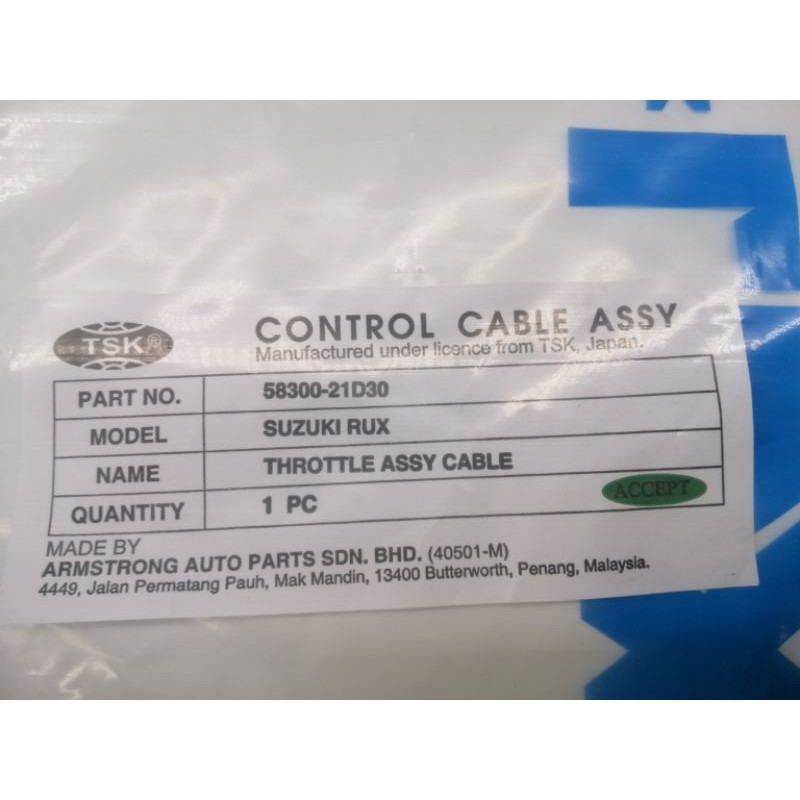 TSK®
CONTROL CABLE ASSY
Manufactured under licence from TSK, Japan.
PART NO. 58300-21D30
MODEL SUZUKI RUX
NAME THROTTLE ASSY CABLE
QUANTITY 1 PC
ACCEPT
MADE BY
ARMSTRONG AUTO PARTS SDN. BHD. (40501-M)
4449, Jalan Permatang Pauh, Mak Mandin, 13400 Butterworth, Penang, Malaysia.